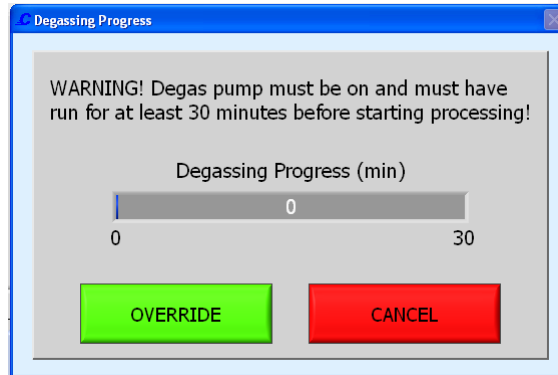 Degassing Progress
WARNING! Degas pump must be on and must have
run for at least 30 minutes before starting processing!
Degassing Progress (min)
0
0 30
OVERRIDE CANCEL